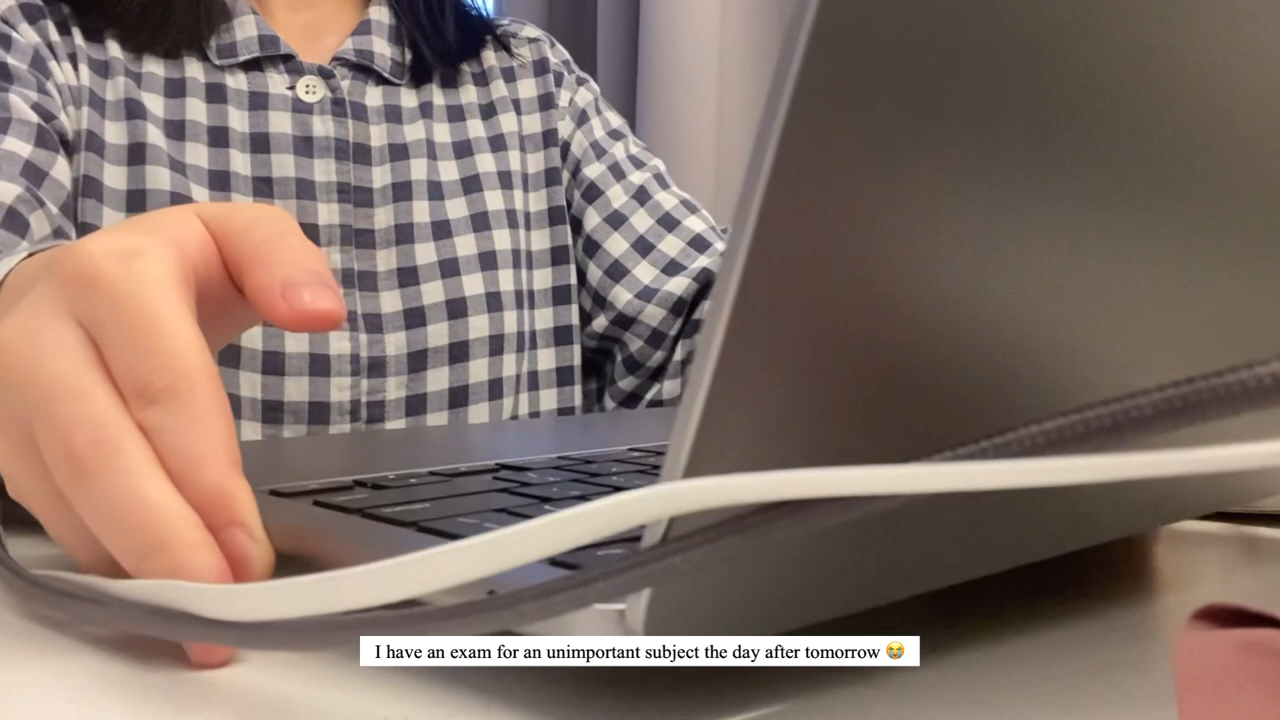 I have an exam for an unimportant subject the day after tomorrow 😭